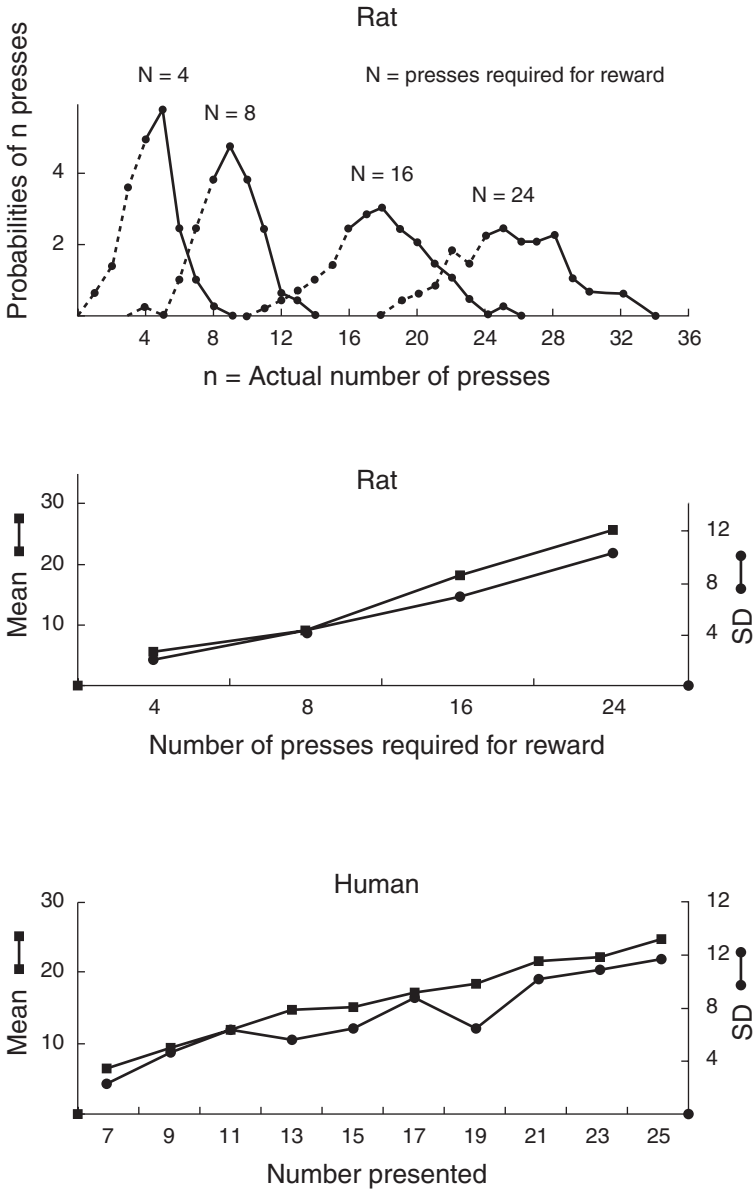 Rat
Probabilities of n presses
N = 4
N = presses required for reward
N = 8
N = 16
N = 24
4
2
4 8 12 16 20 24 28 32 36
n = Actual number of presses
Rat
Mean
30
20
10
12
8
4
SD
4 8 16 24
Number of presses required for reward
Human
Mean
30
20
10
12
12
8
4
SD
7 9 11 13 15 17 19 21 23 25
Number presented